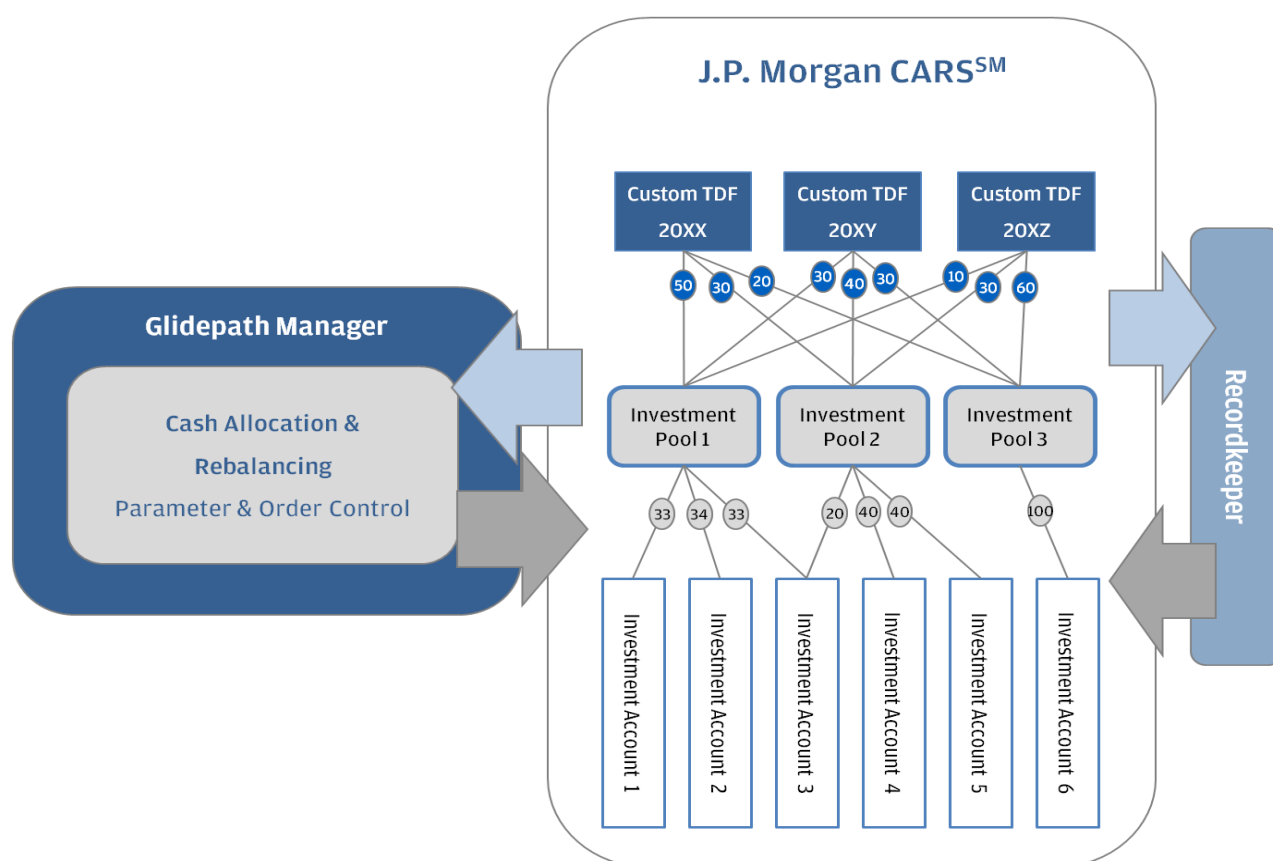 J.P. Morgan CARSSM
Custom TDF
20XX
Custom TDF
20XY
Custom TDF
20XZ
50
30
20
30
40
30
10
30
60
Glidepath Manager
Cash Allocation &
Rebalancing
Parameter & Order Control
Investment
Pool 1
Investment
Pool 2
Investment
Pool 3
33
34
33
20
40
40
100
Investment Account 1
Investment Account 2
Investment Account 3
Investment Account 4
Investment Account 5
Investment Account 6
Recordkeeper